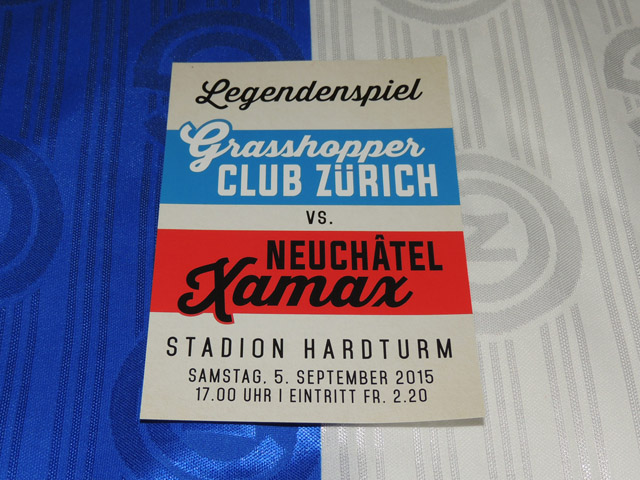 Legendenspiel
Grasshopper
CLUB ZÜRICH
VS.
NEUCHÂTEL
Xamax
STADION HARDTURM
SAMSTAG, 5. SEPTEMBER 2015
17.00 UHR | EINTRITT FR. 2.20